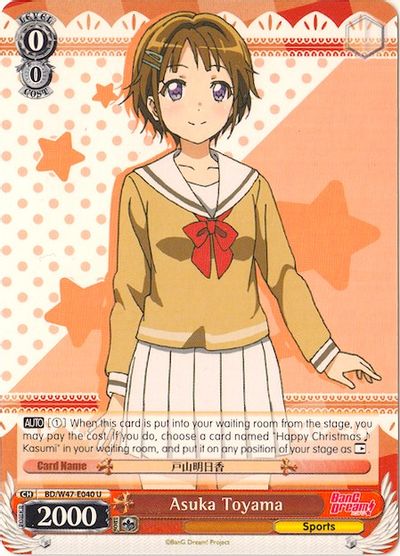 LEVEL
0
0
COST
AUTO [①] When this card is put into your waiting room from the stage, you
may pay the cost. If you do, choose a card named "Happy Christmas♪
Kasumi" in your waiting room, and put it on any position of your stage as
Card Name 戸山明日香
CH BD/W47-E040 U
Asuka Toyama
BanG Dream!
POWER 2000 SOUL
Sports
©BanG Dream! Project